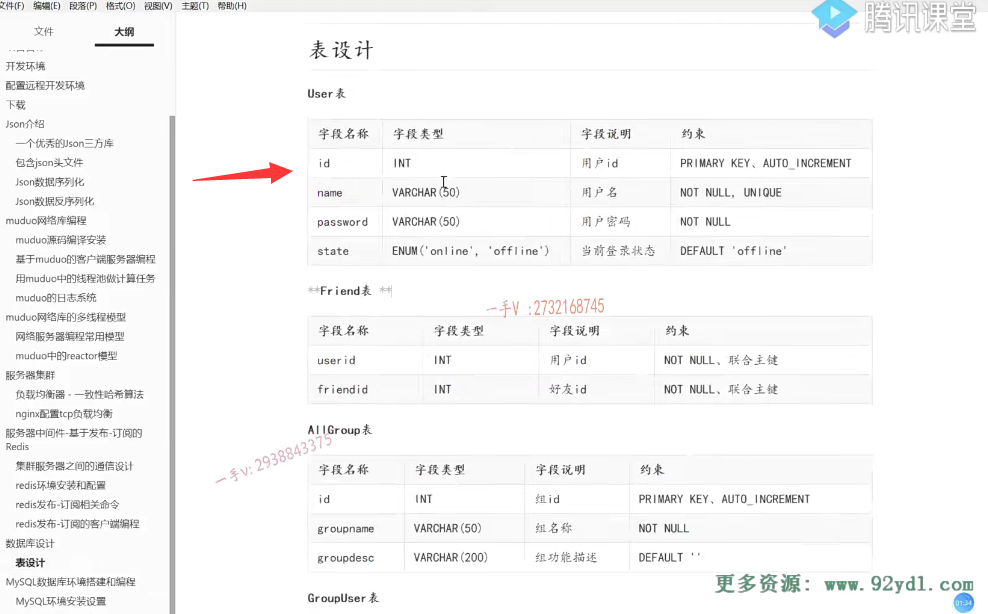 文件(F) 编辑(E) 段落(P) 格式(O) 视图(V) 主题(T) 帮助(H)
文件 大纲
开发环境
配置远程开发环境
下载
Json介绍
一个优秀的Json三方库
包含json头文件
Json数据序列化
Json数据反序列化
muduo网络库编程
muduo源码编译安装
基于muduo的客户端服务器编程
用muduo中的线程池做计算任务
muduo的日志系统
muduo网络库的多线程模型
网络服务器编程常用模型
muduo中的reactor模型
服务器集群
负载均衡器 - 一致性哈希算法
nginx配置tcp负载均衡
服务器中间件-基于发布-订阅的
Redis
集群服务器之间的通信设计
redis环境安装和配置
redis发布-订阅相关命令
redis发布-订阅的客户端编程
数据库设计
表设计
MySQL数据库环境搭建和编程
MySQL环境安装设置
腾讯课堂
表设计
User表
字段名称 字段类型 字段说明 约束
id INT 用户id PRIMARY KEY、AUTO_INCREMENT
name VARCHAR(50) 用户名 NOT NULL, UNIQUE
password VARCHAR(50) 用户密码 NOT NULL
state ENUM('online', 'offline') 当前登录状态 DEFAULT 'offline'
**Friend表 **
一手V :2732168745
字段名称 字段类型 字段说明 约束
userid INT 用户id NOT NULL、联合主键
friendid INT 好友id NOT NULL、联合主键
AllGroup表
一手V: 2938843375
字段名称 字段类型 字段说明 约束
id INT 组id PRIMARY KEY、AUTO_INCREMENT
groupname VARCHAR(50) 组名称 NOT NULL
groupdesc VARCHAR(200) 组功能描述 DEFAULT ''
更多资源: www.92ydl.com
GroupUser表
01:34